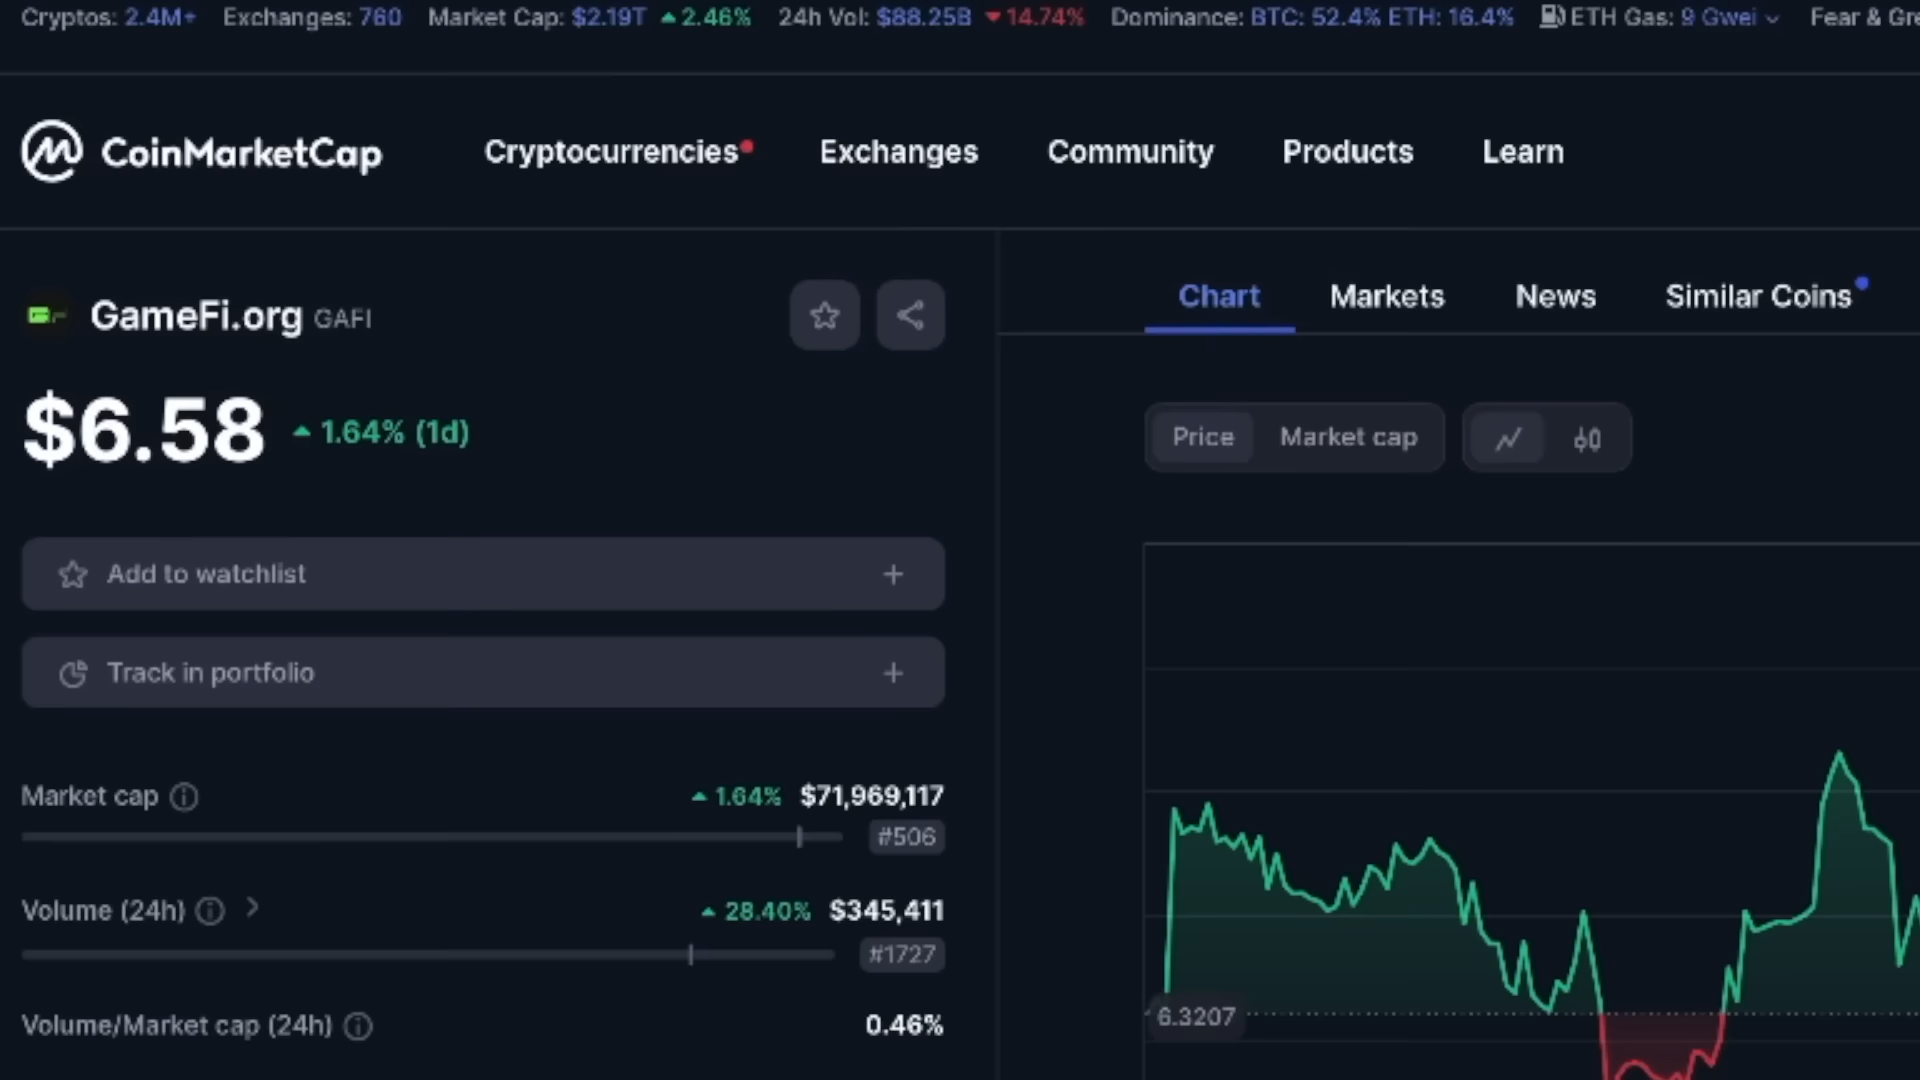 Cryptos: 2.4M+ Exchanges: 760 Market Cap: $2.19T 2.46% 24h Vol: $88.25B 14.74% Dominance: BTC: 52.4% ETH: 16.4% ETH Gas: 9 Gwei Fear & Gre
CoinMarketCap Cryptocurrencies Exchanges Community Products Learn
GameFi.org GAFI
$6.58 1.64% (1d)
Add to watchlist +
Track in portfolio +
Market cap 1.64% $71,969,117
#506
Volume (24h) > 28.40% $345,411
#1727
Volume/Market cap (24h) 0.46%
Chart Markets News Similar Coins
Price Market cap
6.3207